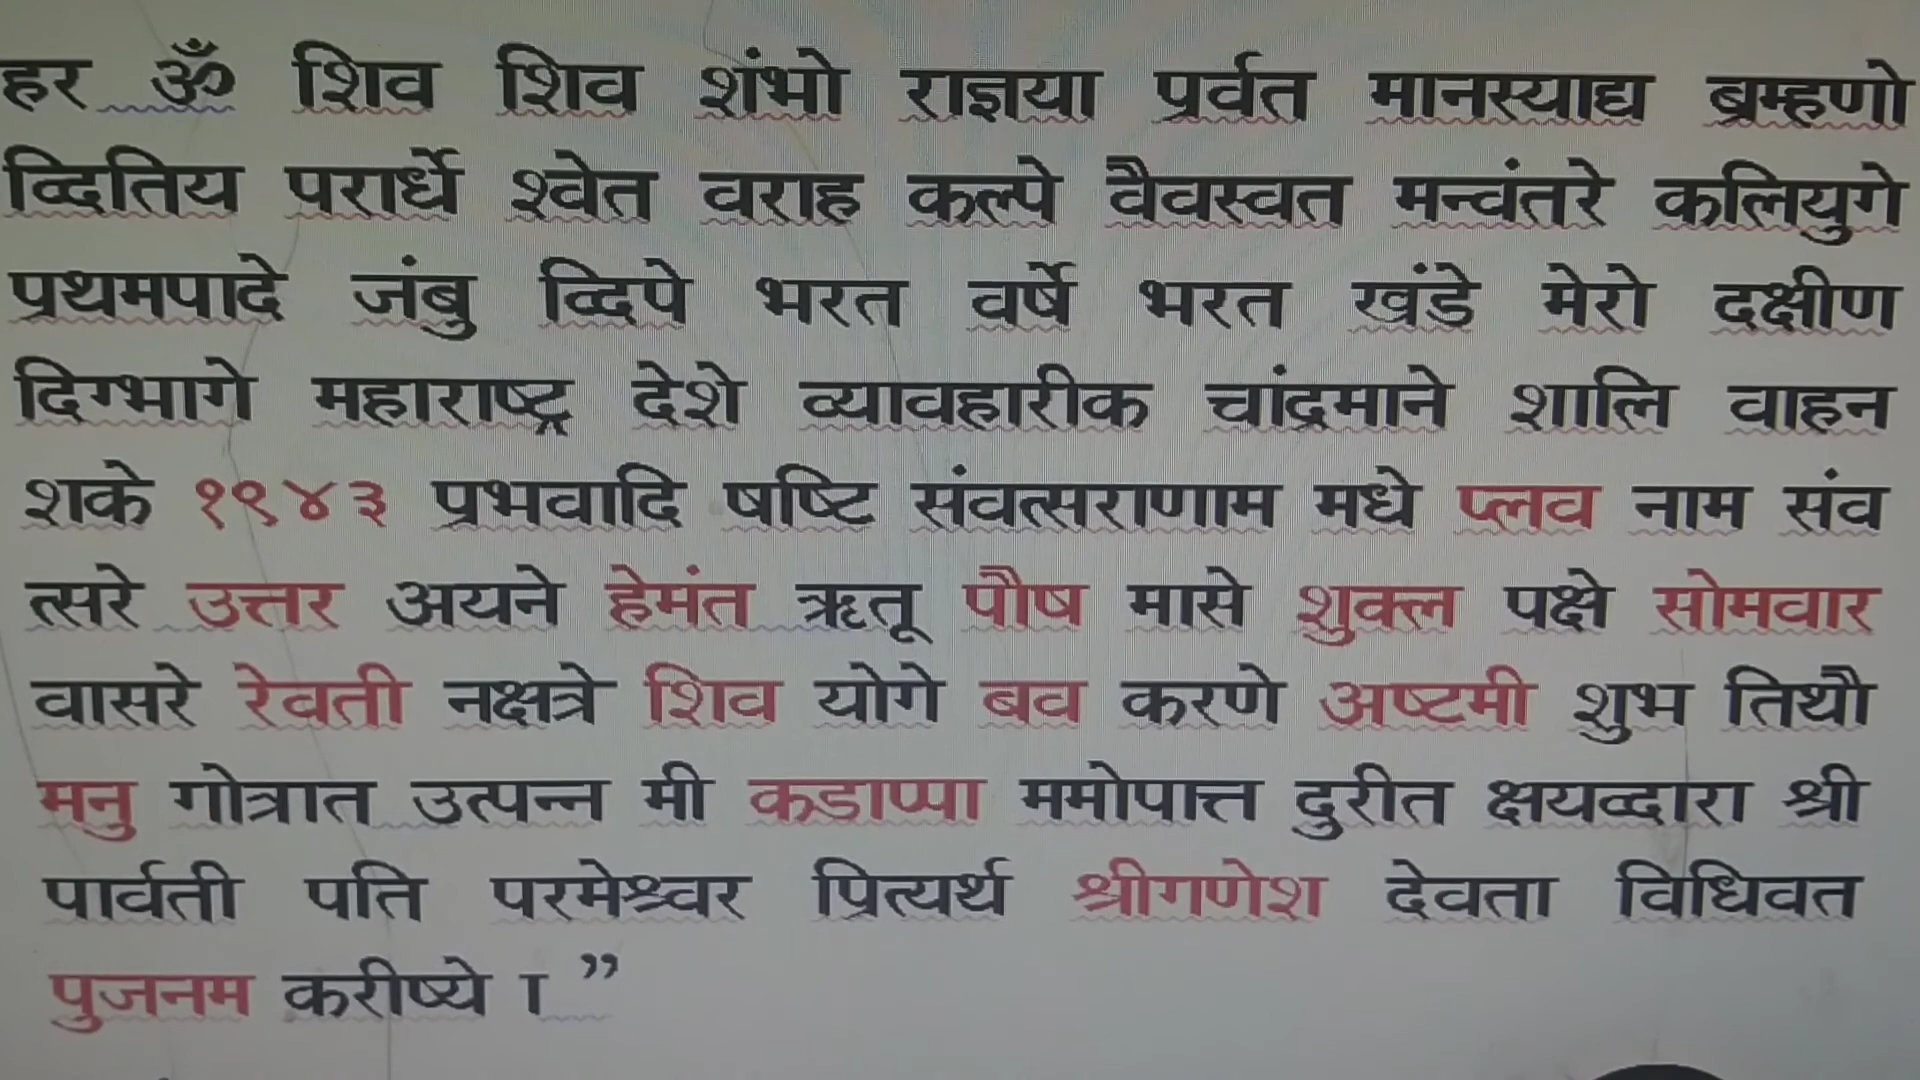 हर ॐ शिव शिव शंभो राज्ञया प्रर्वत मानस्याद्य ब्रम्हणो
व्दितिय परार्धे श्वेत वराह कल्पे वैवस्वत मन्वंतरे कलियुगे
प्रथमपादे जंबु व्दिपे भरत वर्षे भरत खंडे मेरो दक्षीण
दिग्भागे महाराष्ट्र देशे व्यावहारीक चांद्रमाने शालि वाहन
शके १९४३ प्रभवादि षष्टि संवत्सराणाम मधे प्लव नाम संव
त्सरे उत्तर अयने हेमंत ऋतू पौष मासे शुक्ल पक्षे सोमवार
वासरे रेवती नक्षत्रे शिव योगे बव करणे अष्टमी शुभ तिथौ
मनु गोत्रात उत्पन्न मी कडाप्पा ममोपात्त दुरीत क्षयव्दारा श्री
पार्वती पति परमेश्वर प्रित्यर्थ श्रीगणेश देवता विधिवत
पुजनम करीष्ये ।”